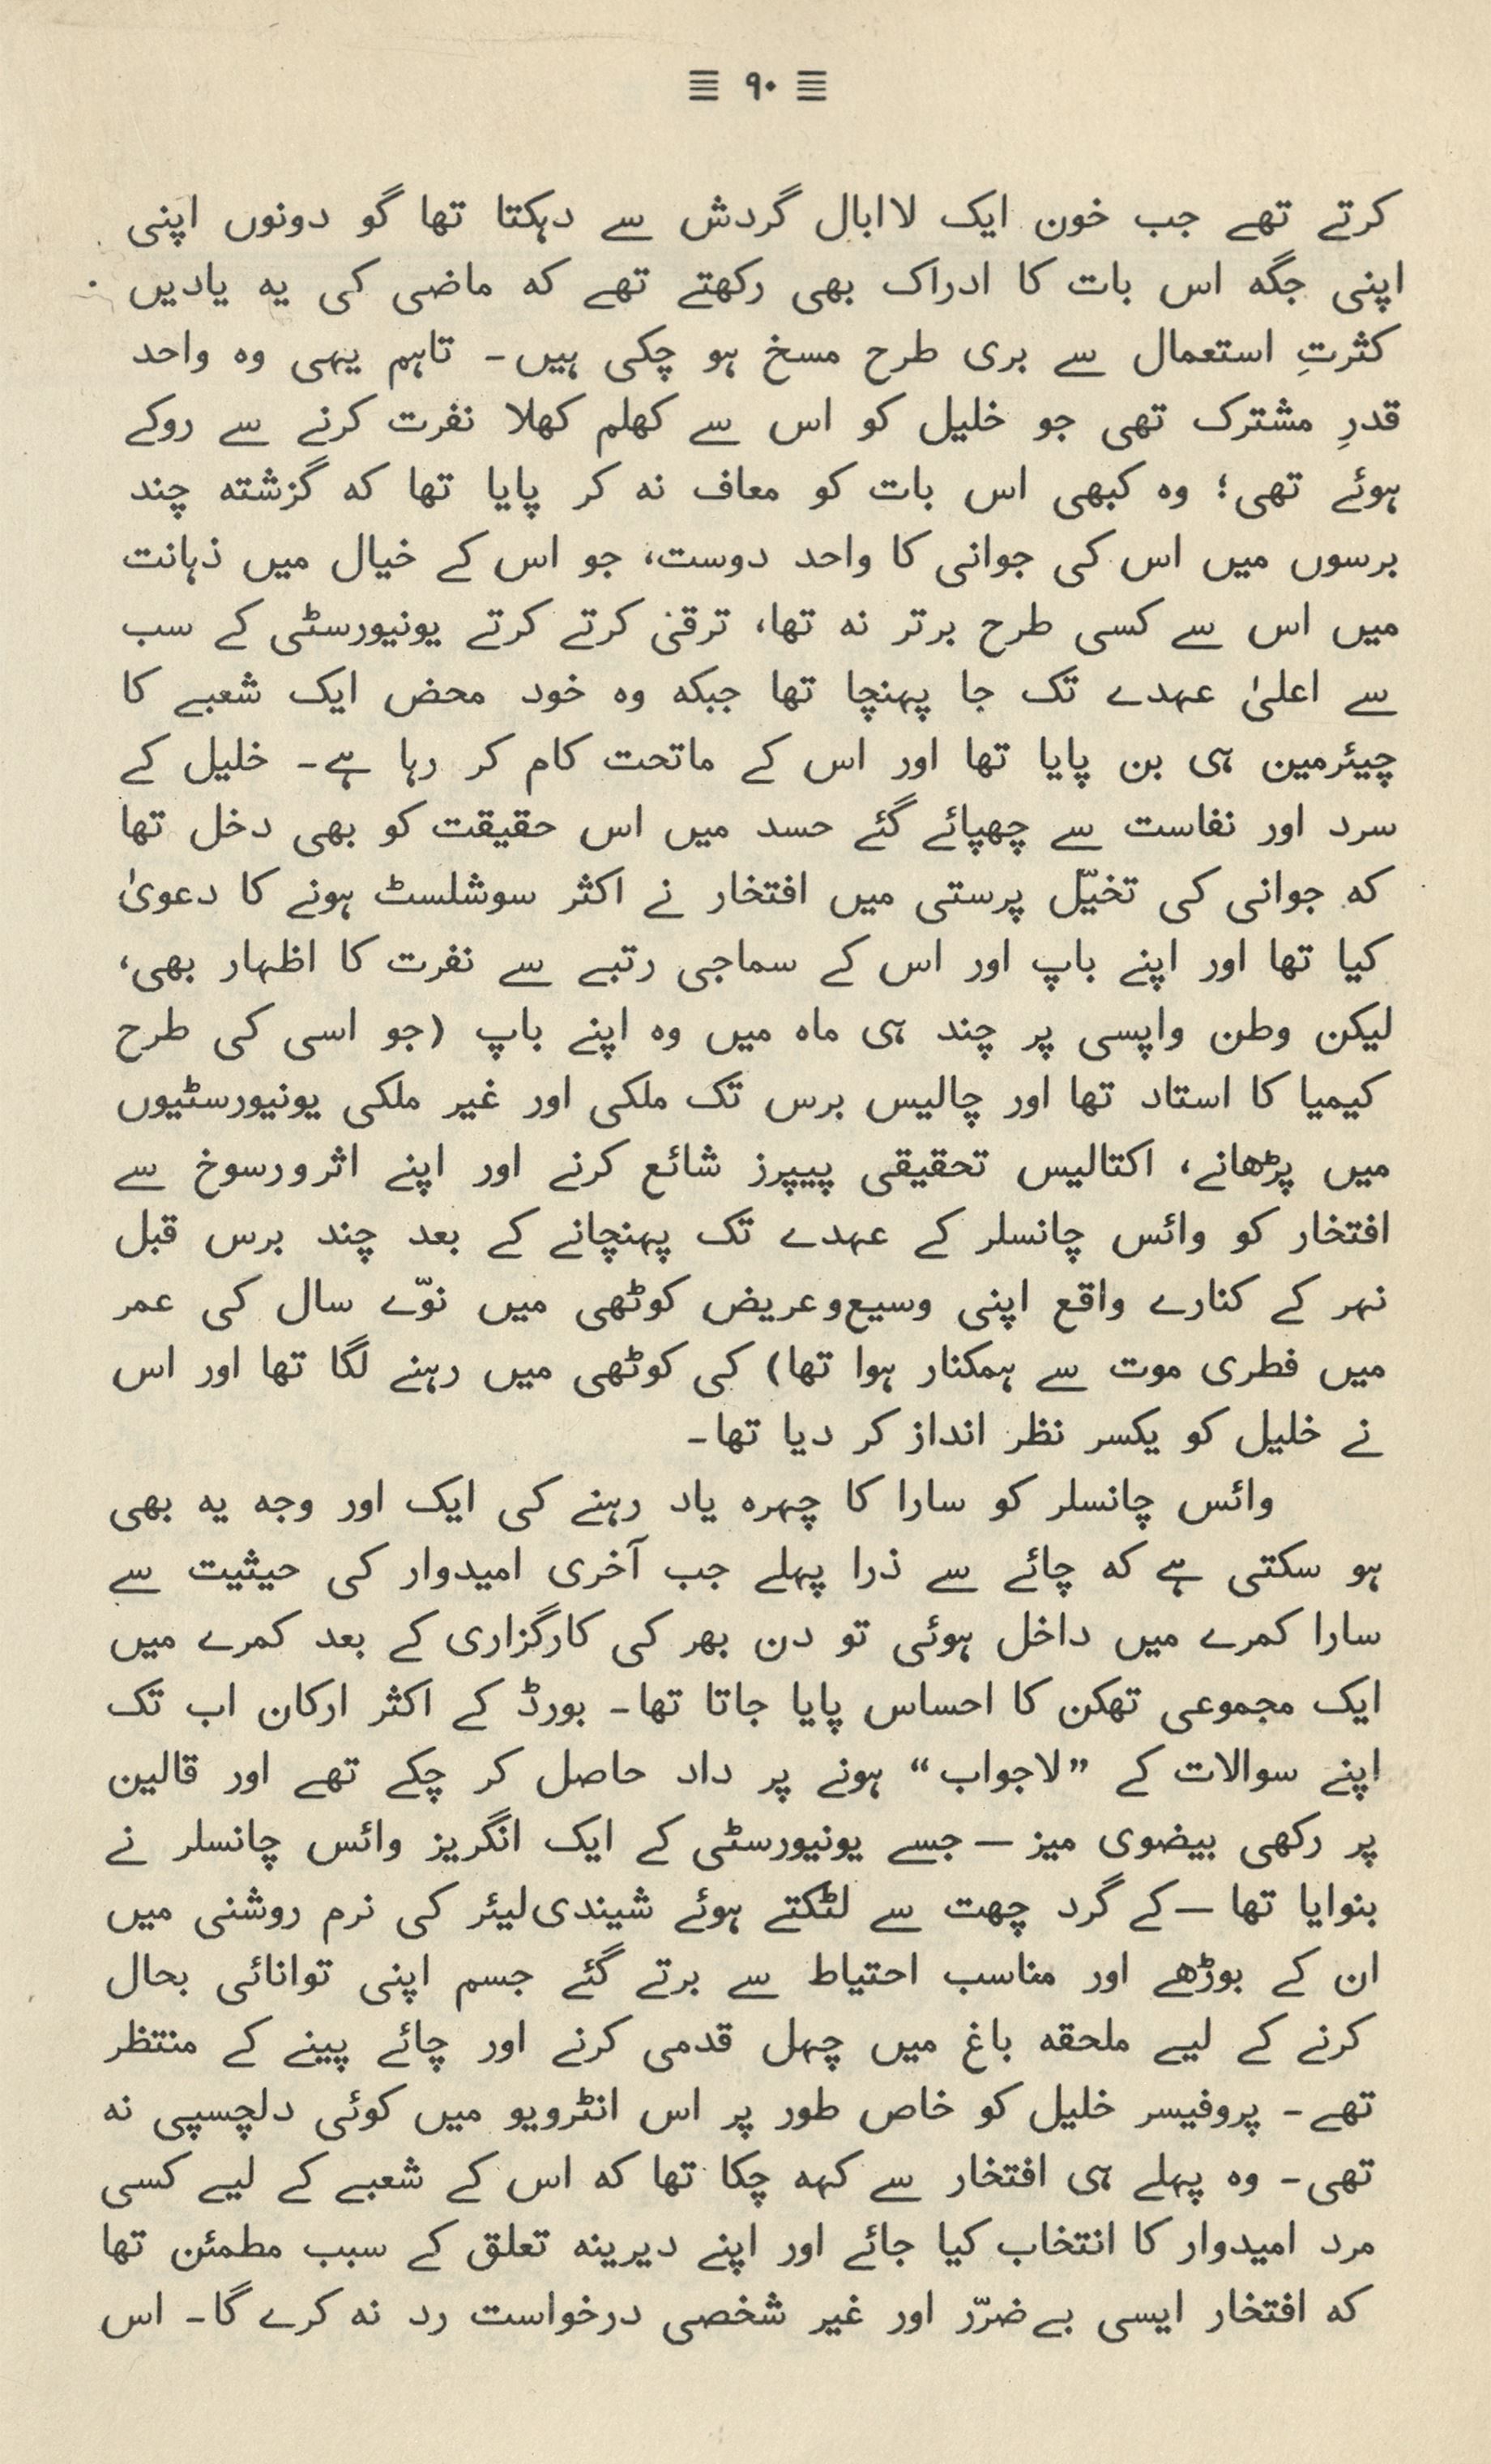 ۹۰
کرتے تھے جب خون ایک لاابال گردش سے دہکتا تھا گو دونوں اپنی
اپنی جگہ اس بات کا ادراک بھی رکھتے تھے کہ ماضی کی یہ یادیں
کثرتِ استعمال سے بری طرح مسخ ہو چکی ہیں۔ تاہم یہی وہ واحد
قدرِ مشترک تھی جو خلیل کو اس سے کھلم کھلا نفرت کرنے سے روکے
ہوئے تھی؛ وہ کبھی اس بات کو معاف نہ کر پایا تھا کہ گزشتہ چند
برسوں میں اس کی جوانی کا واحد دوست، جو اس کے خیال میں ذہانت
میں اس سے کسی طرح برتر نہ تھا، ترقی کرتے کرتے یونیورسٹی کے سب
سے اعلیٰ عہدے تک جا پہنچا تھا جبکہ وہ خود محض ایک شعبے کا
چیئرمین ہی بن پایا تھا اور اس کے ماتحت کام کر رہا ہے۔ خلیل کے
سرد اور نفاست سے چھپائے گئے حسد میں اس حقیقت کو بھی دخل تھا
کہ جوانی کی تخیّل پرستی میں افتخار نے اکثر سوشلسٹ ہونے کا دعویٰ
کیا تھا اور اپنے باپ اور اس کے سماجی رتبے سے نفرت کا اظہار بھی،
لیکن وطن واپسی پر چند ہی ماہ میں وہ اپنے باپ (جو اسی کی طرح
کیمیا کا استاد تھا اور چالیس برس تک ملکی اور غیر ملکی یونیورسٹیوں
میں پڑھانے، اکتالیس تحقیقی پیپرز شائع کرنے اور اپنے اثرورسوخ سے
افتخار کو وائس چانسلر کے عہدے تک پہنچانے کے بعد چند برس قبل
نہر کے کنارے واقع اپنی وسیع‌وعریض کوٹھی میں نوّے سال کی عمر
میں فطری موت سے ہمکنار ہوا تھا) کی کوٹھی میں رہنے لگا تھا اور اس
نے خلیل کو یکسر نظر انداز کر دیا تھا۔
وائس چانسلر کو سارا کا چہرہ یاد رہنے کی ایک اور وجہ یہ بھی
ہو سکتی ہے کہ چائے سے ذرا پہلے جب آخری امیدوار کی حیثیت سے
سارا کمرے میں داخل ہوئی تو دن بھر کی کارگزاری کے بعد کمرے میں
ایک مجموعی تھکن کا احساس پایا جاتا تھا۔ بورڈ کے اکثر ارکان اب تک
اپنے سوالات کے ”لاجواب“ ہونے پر داد حاصل کر چکے تھے اور قالین
پر رکھی بیضوی میز — جسے یونیورسٹی کے ایک انگریز وائس چانسلر نے
بنوایا تھا — کے گرد چھت سے لٹکتے ہوئے شیندی‌لیئر کی نرم روشنی میں
ان کے بوڑھے اور مناسب احتیاط سے برتے گئے جسم اپنی توانائی بحال
کرنے کے لیے ملحقہ باغ میں چہل قدمی کرنے اور چائے پینے کے منتظر
تھے۔ پروفیسر خلیل کو خاص طور پر اس انٹرویو میں کوئی دلچسپی نہ
تھی۔ وہ پہلے ہی افتخار سے کہہ چکا تھا کہ اس کے شعبے کے لیے کسی
مرد امیدوار کا انتخاب کیا جائے اور اپنے دیرینہ تعلق کے سبب مطمئن تھا
کہ افتخار ایسی بے ضرّر اور غیر شخصی درخواست رد نہ کرے گا۔ اس